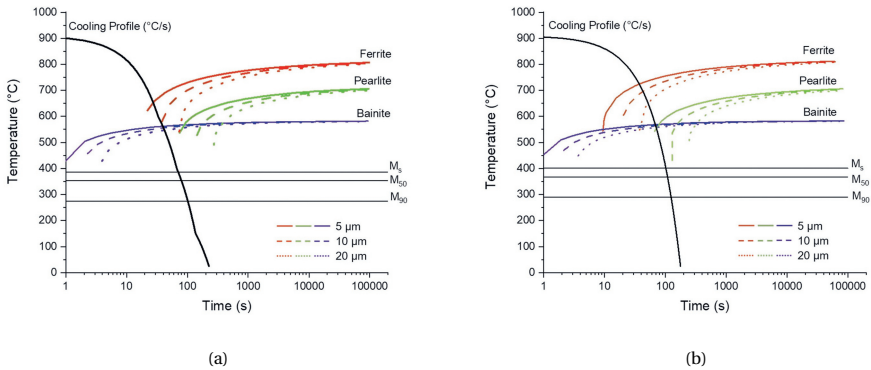 1000
Cooling Profile (°C/s)
900
Ferrite
800
700
Pearlite
600
Bainite
500
400
Ms
M50
300
M90
200
5 µm
10 µm
100
20 µm
0
1 10 100 1000 10000 100000
Temperature (°C)
Time (s)
(a)
1000
Cooling Profile (°C/s)
900
Ferrite
800
700
Pearlite
600
Bainite
500
400
Ms
M50
300
M90
200
5 µm
10 µm
100
20 µm
0
1 10 100 1000 10000 100000
Temperature (°C)
Time (s)
(b)